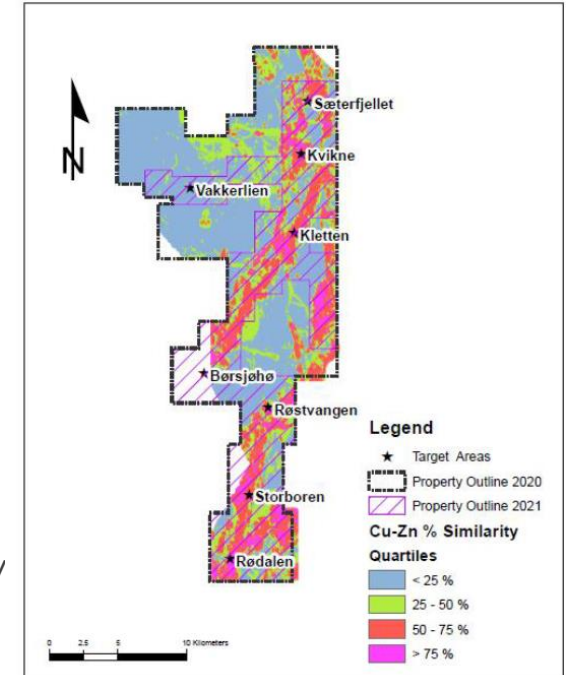 N
Sæterfjellet
Kvikne
Vakkerlien
Kletten
Børsjøhø
Røstvangen
Storboren
Rødalen
Legend
Target Areas
Property Outline 2020
Property Outline 2021
Cu-Zn % Similarity
Quartiles
< 25 %
25 - 50 %
50 - 75 %
> 75 %
0 2.5 5 10 Kilometers